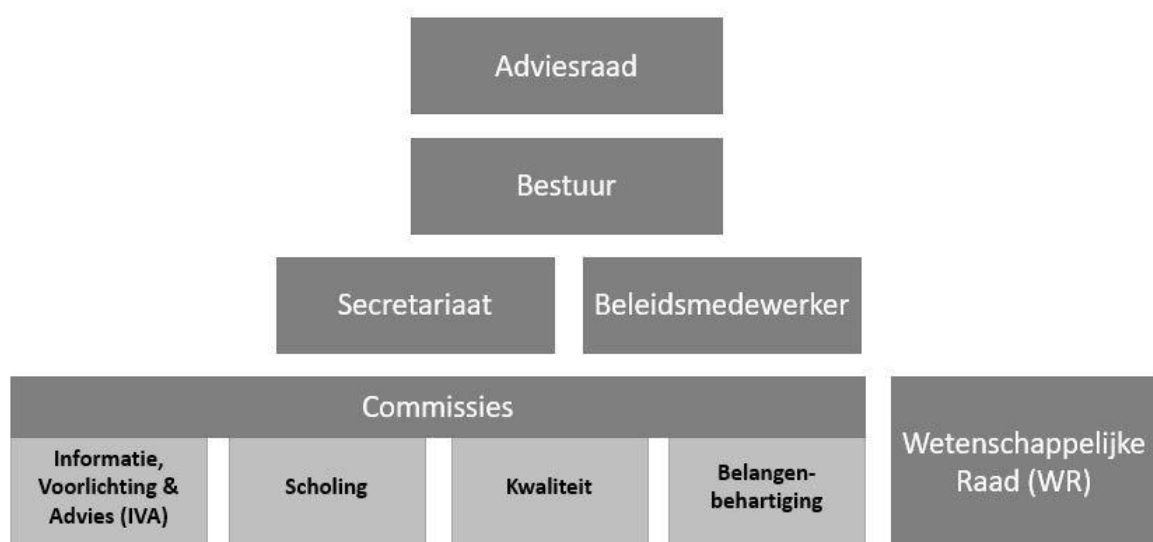 Adviesraad
Bestuur
Secretariaat
Beleidsmedewerker
Commissies
Informatie,
Voorlichting &
Advies (IVA)
Scholing
Kwaliteit
Belangen-
behartiging
Wetenschappelijke
Raad (WR)